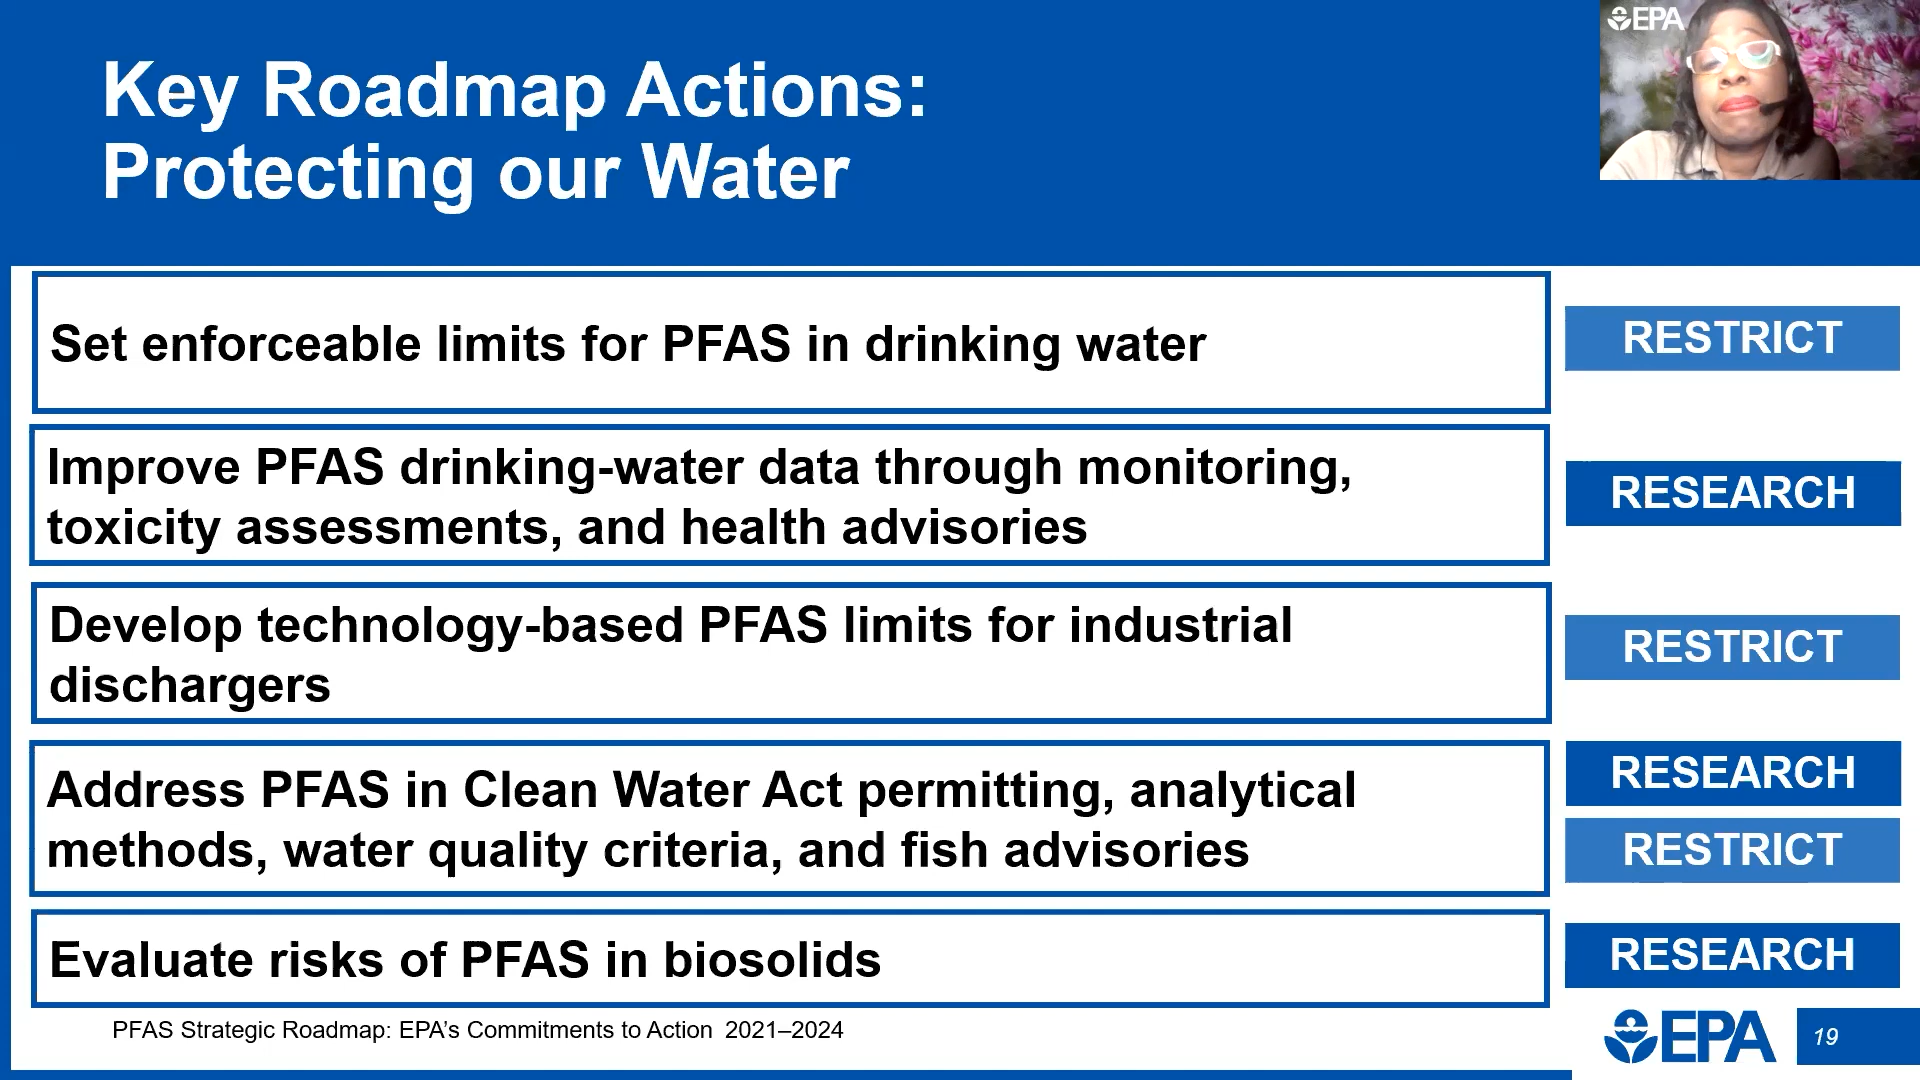 Key Roadmap Actions:
Protecting our Water
EPA
Set enforceable limits for PFAS in drinking water
RESTRICT
Improve PFAS drinking-water data through monitoring,
toxicity assessments, and health advisories
RESEARCH
Develop technology-based PFAS limits for industrial
dischargers
RESTRICT
Address PFAS in Clean Water Act permitting, analytical
methods, water quality criteria, and fish advisories
RESEARCH
RESTRICT
Evaluate risks of PFAS in biosolids
RESEARCH
PFAS Strategic Roadmap: EPA’s Commitments to Action 2021–2024
EPA
19